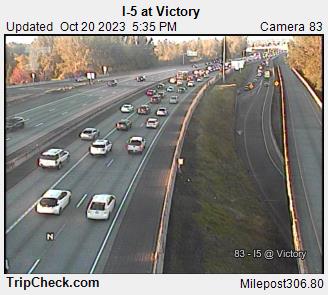 I-5 at Victory
Updated Oct 20 2023 5:35 PM Camera 83
N
83 - I5 @ Victory
TripCheck.com Milepost306.80